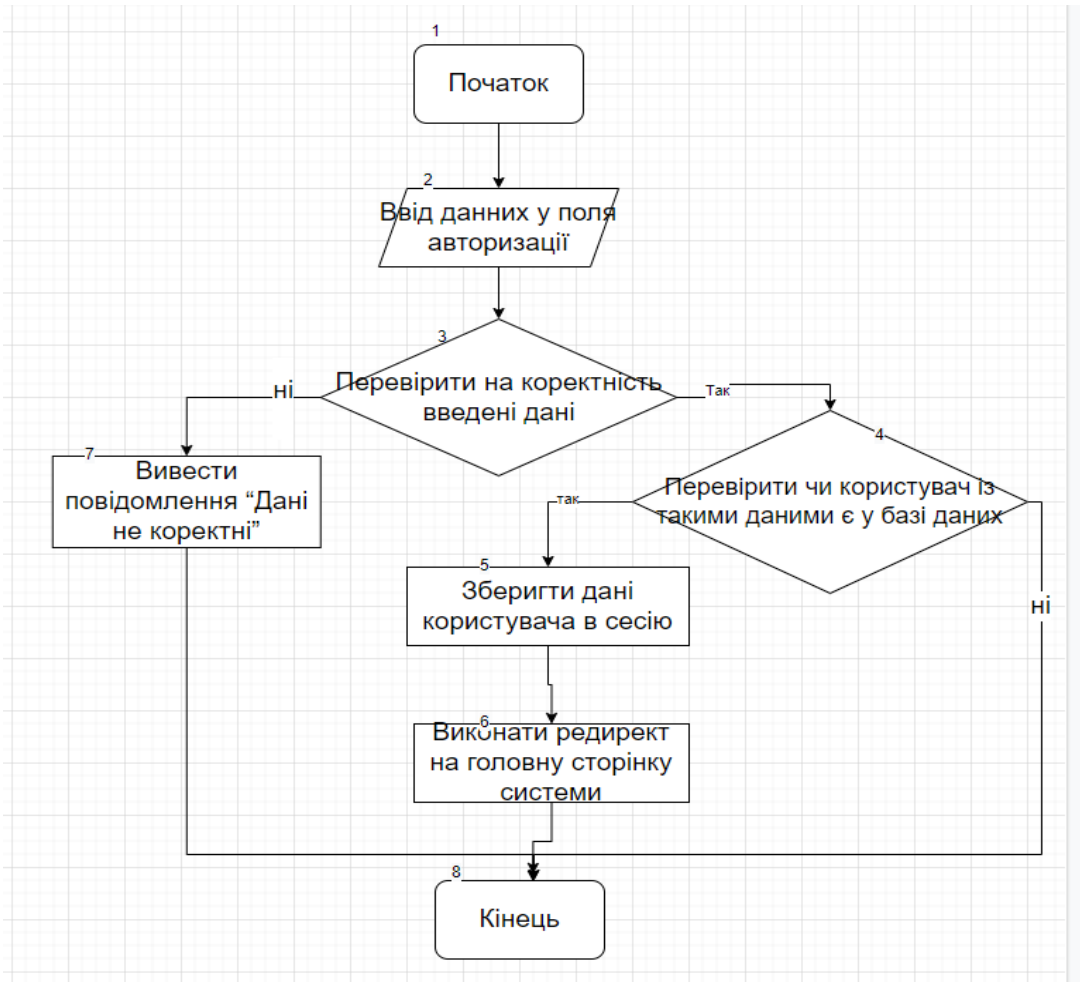 1
Початок
2
Ввід данних у поля
авторизації
3
Перевірити на коректність
введені дані
ні
Так
4
Перевірити чи користувач із
такими даними є у базі даних
7
Вивести
повідомлення “Дані
не коректні”
так
ні
5
Зберигти дані
користувача в сесію
6
Виконати редирект
на головну сторінку
системи
8
Кінець